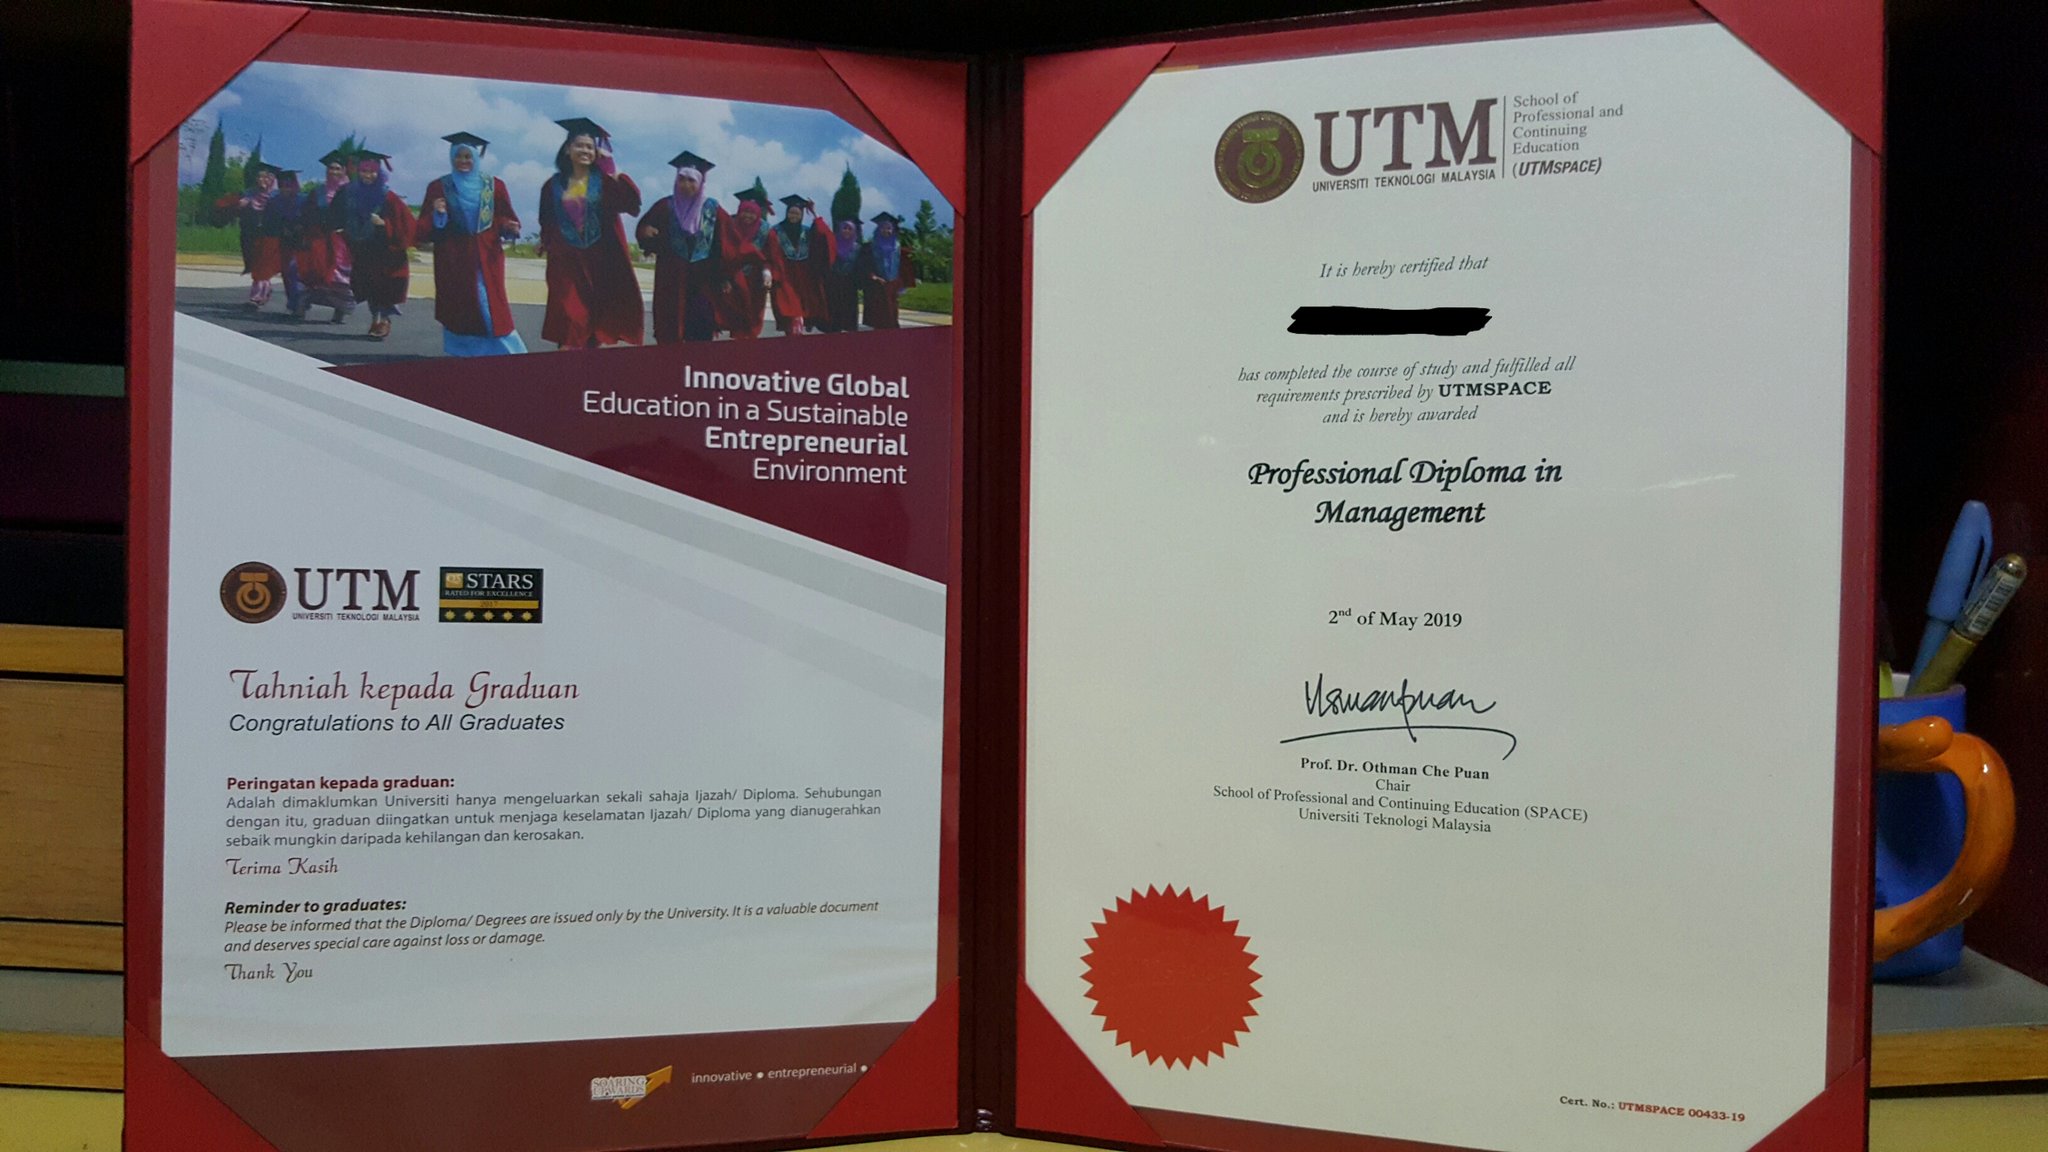 Innovative Global
Education in a Sustainable
Entrepreneurial
Environment
UTM
UNIVERSITI TEKNOLOGI MALAYSIA
STARS
RATED FOR EXCELLENCE
2017
Tahniah kepada Graduan
Congratulations to All Graduates
Peringatan kepada graduan:
Adalah dimaklumkan Universiti hanya mengeluarkan sekali sahaja Ijazah/ Diploma. Sehubungan
dengan itu, graduan diingatkan untuk menjaga keselamatan Ijazah/ Diploma yang dianugerahkan
sebaik mungkin daripada kehilangan dan kerosakan.
Terima Kasih
Reminder to graduates:
Please be informed that the Diploma/ Degrees are issued only by the University. It is a valuable document
and deserves special care against loss or damage.
Thank You
SOARING
UPWARDS
innovative ● entrepreneurial ●
UTM
UNIVERSITI TEKNOLOGI MALAYSIA
School of
Professional and
Continuing
Education
(UTMSPACE)
It is hereby certified that
has completed the course of study and fulfilled all
requirements prescribed by UTMSPACE
and is hereby awarded
Professional Diploma in
Management
2nd of May 2019
Prof. Dr. Othman Che Puan
Chair
School of Professional and Continuing Education (SPACE)
Universiti Teknologi Malaysia
Cert. No.: UTMSPACE 00433-19